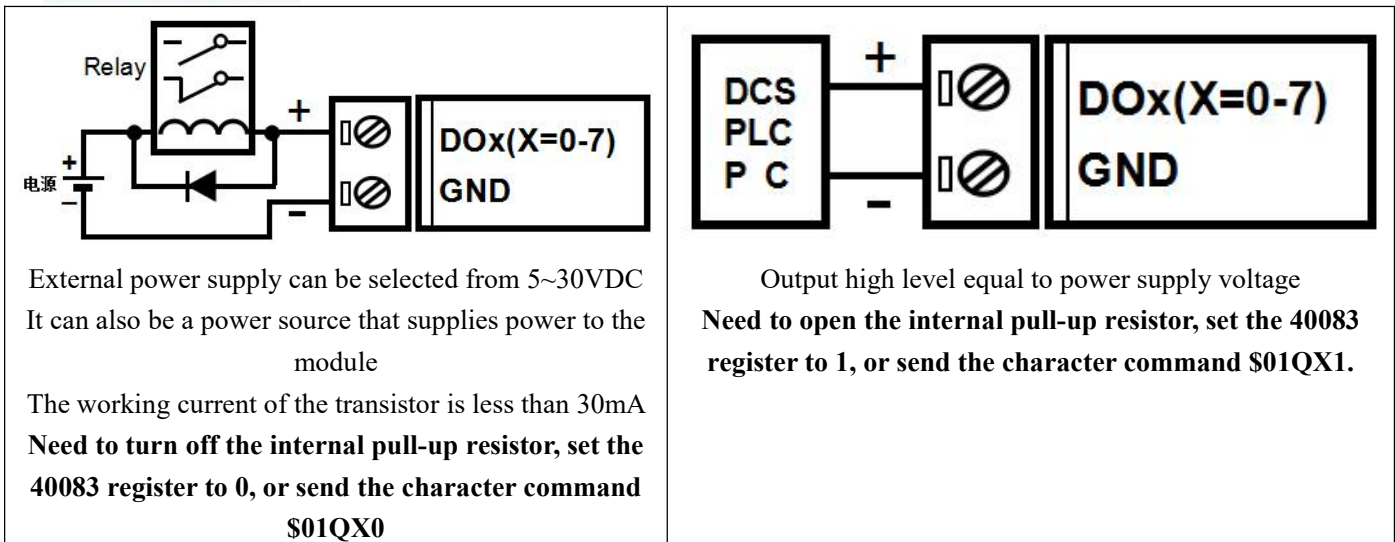 Relay
+
+
电源
−
−
DOx(X=0-7)
GND
External power supply can be selected from 5~30VDC
It can also be a power source that supplies power to the
module
The working current of the transistor is less than 30mA
Need to turn off the internal pull-up resistor, set the
40083 register to 0, or send the character command
$01QX0
DCS
PLC
P C
+
−
DOx(X=0-7)
GND
Output high level equal to power supply voltage
Need to open the internal pull-up resistor, set the 40083
register to 1, or send the character command $01QX1.